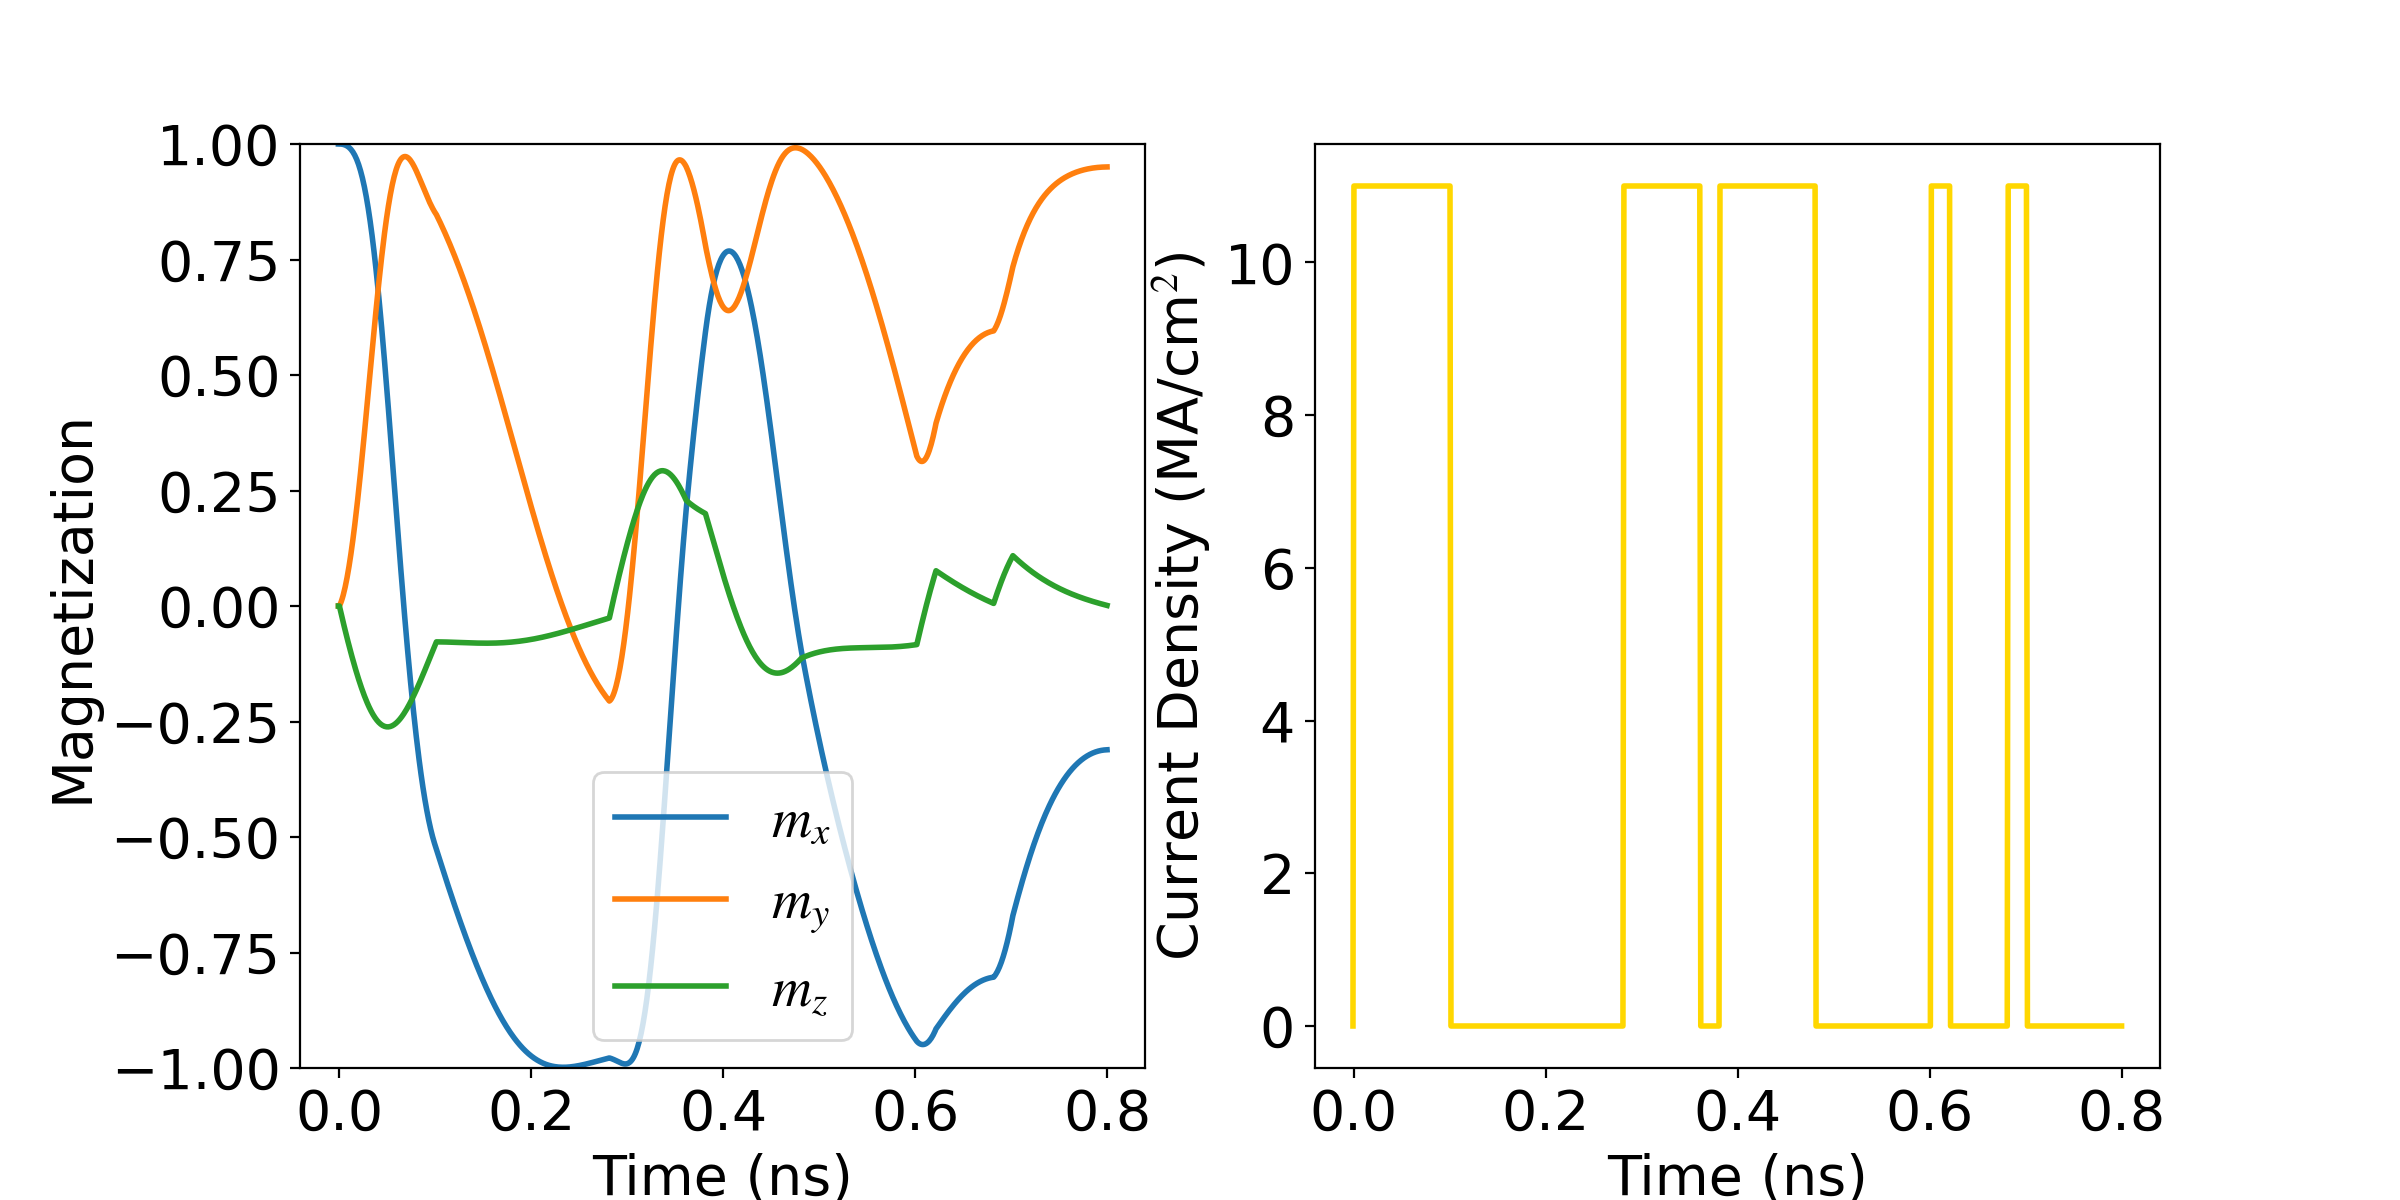 Magnetization
1.00
0.75
0.50
0.25
0.00
−0.25
−0.50
−0.75
−1.00
0.0 0.2 0.4 0.6 0.8
Time (ns)
m_x
m_y
m_z
Current Density (MA/cm²)
10
8
6
4
2
0
0.0 0.2 0.4 0.6 0.8
Time (ns)